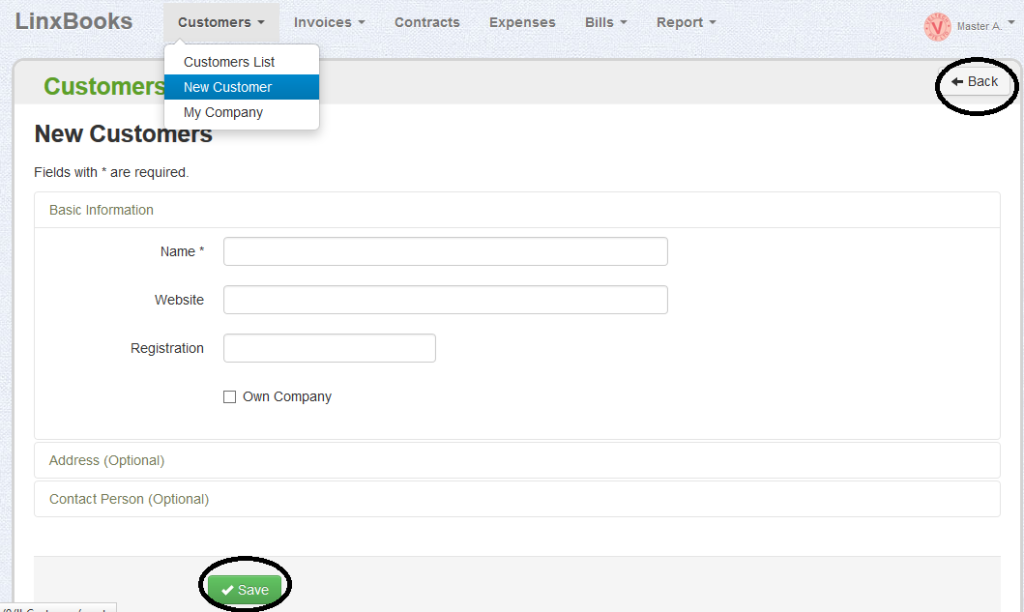 LinxBooks Customers Invoices Contracts Expenses Bills Report Master A.
Customers List
New Customer
My Company
Customers
Back
New Customers
Fields with * are required.
Basic Information
Name *
Website
Registration
Own Company
Address (Optional)
Contact Person (Optional)
Save